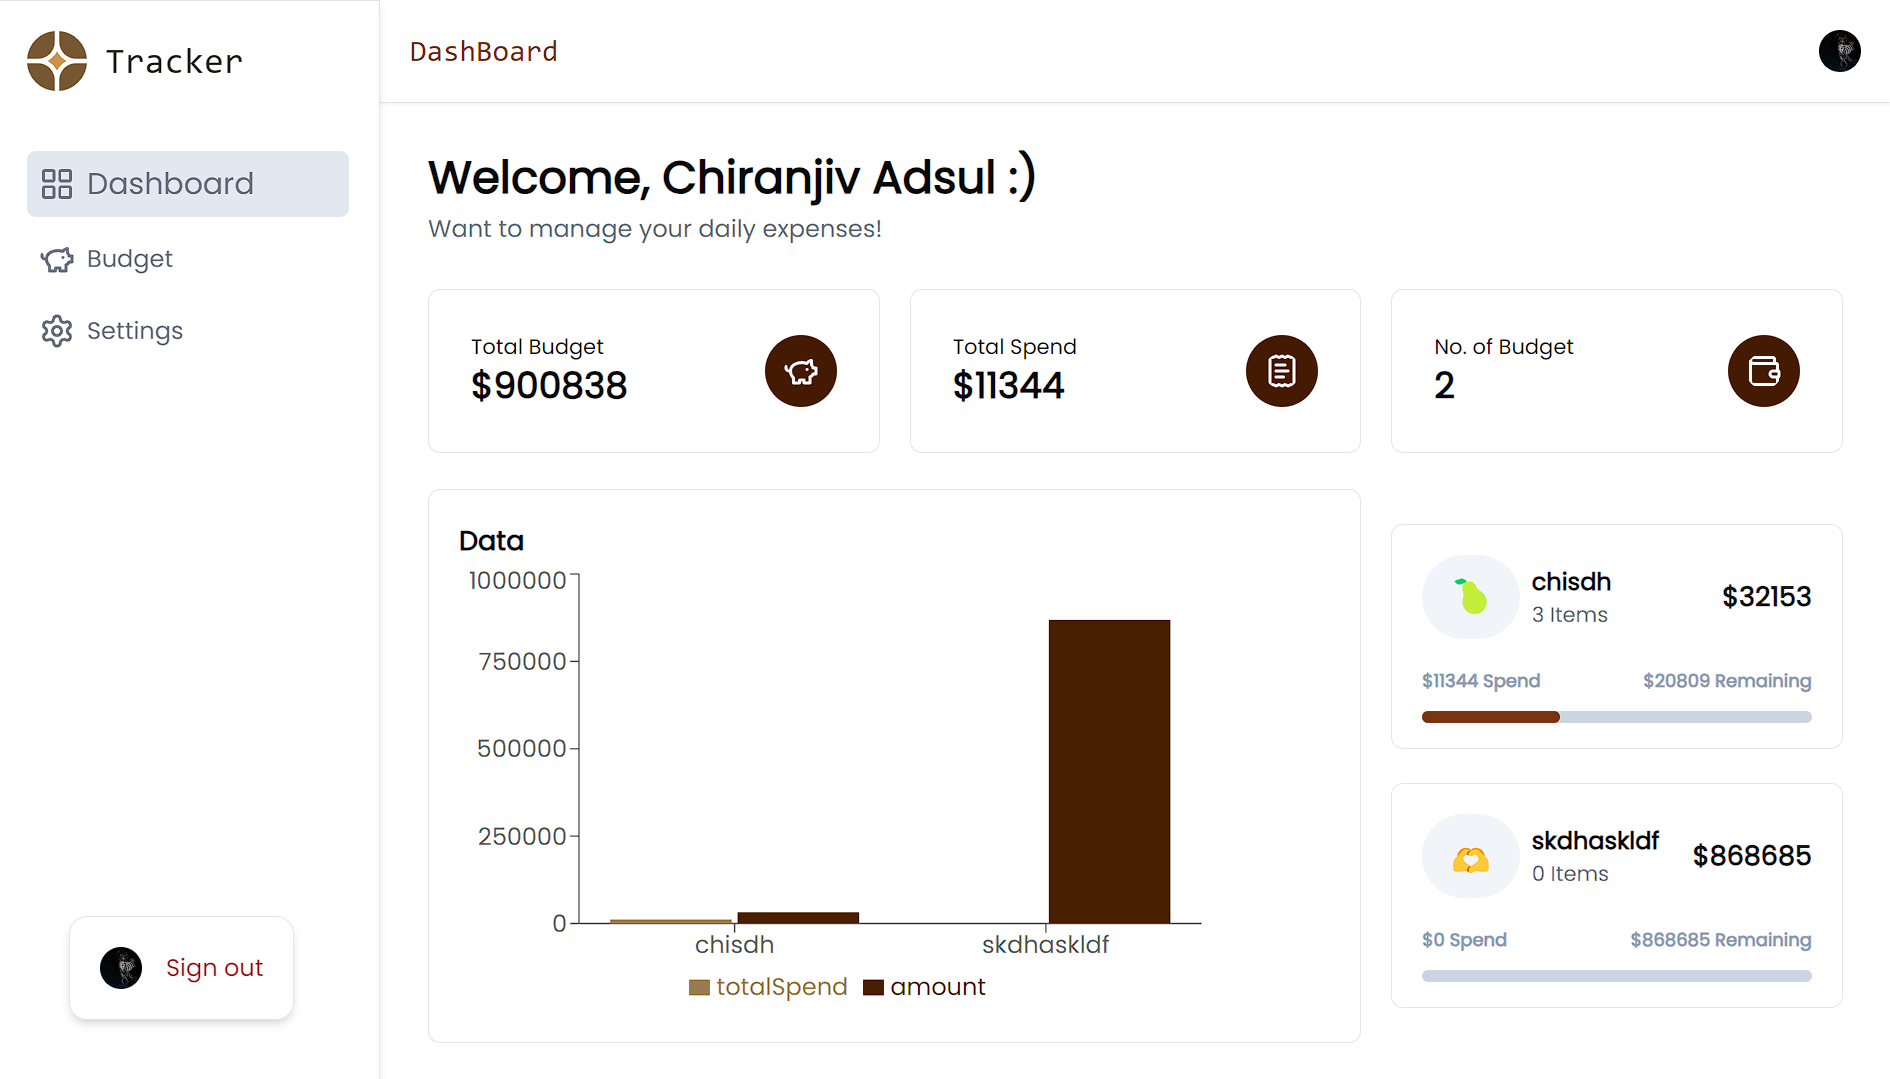 Tracker
Dashboard
Budget
Settings
Sign out
DashBoard
Welcome, Chiranjiv Adsul :)
Want to manage your daily expenses!
Total Budget
$900838
Total Spend
$11344
No. of Budget
2
Data
1000000
750000
500000
250000
0
chisdh
skdhaskldf
totalSpend
amount
chisdh
3 Items
$32153
$11344 Spend
$20809 Remaining
skdhaskldf
0 Items
$868685
$0 Spend
$868685 Remaining